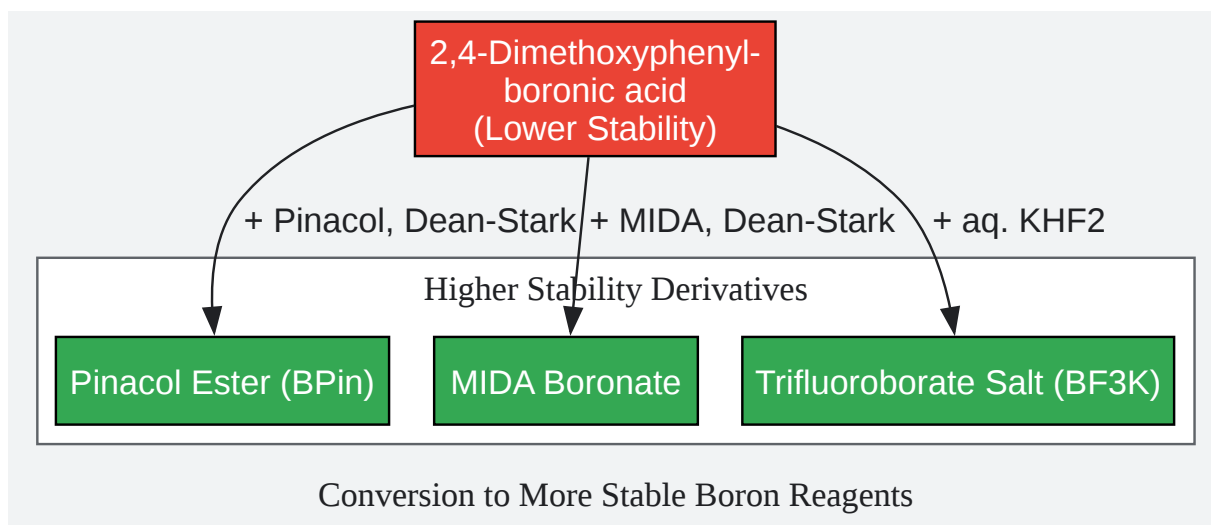 2,4-Dimethoxyphenyl-
boronic acid
(Lower Stability)
+ Pinacol, Dean-Stark
+ MIDA, Dean-Stark
+ aq. KHF2
Higher Stability Derivatives
Pinacol Ester (BPin)
MIDA Boronate
Trifluoroborate Salt (BF3K)
Conversion to More Stable Boron Reagents